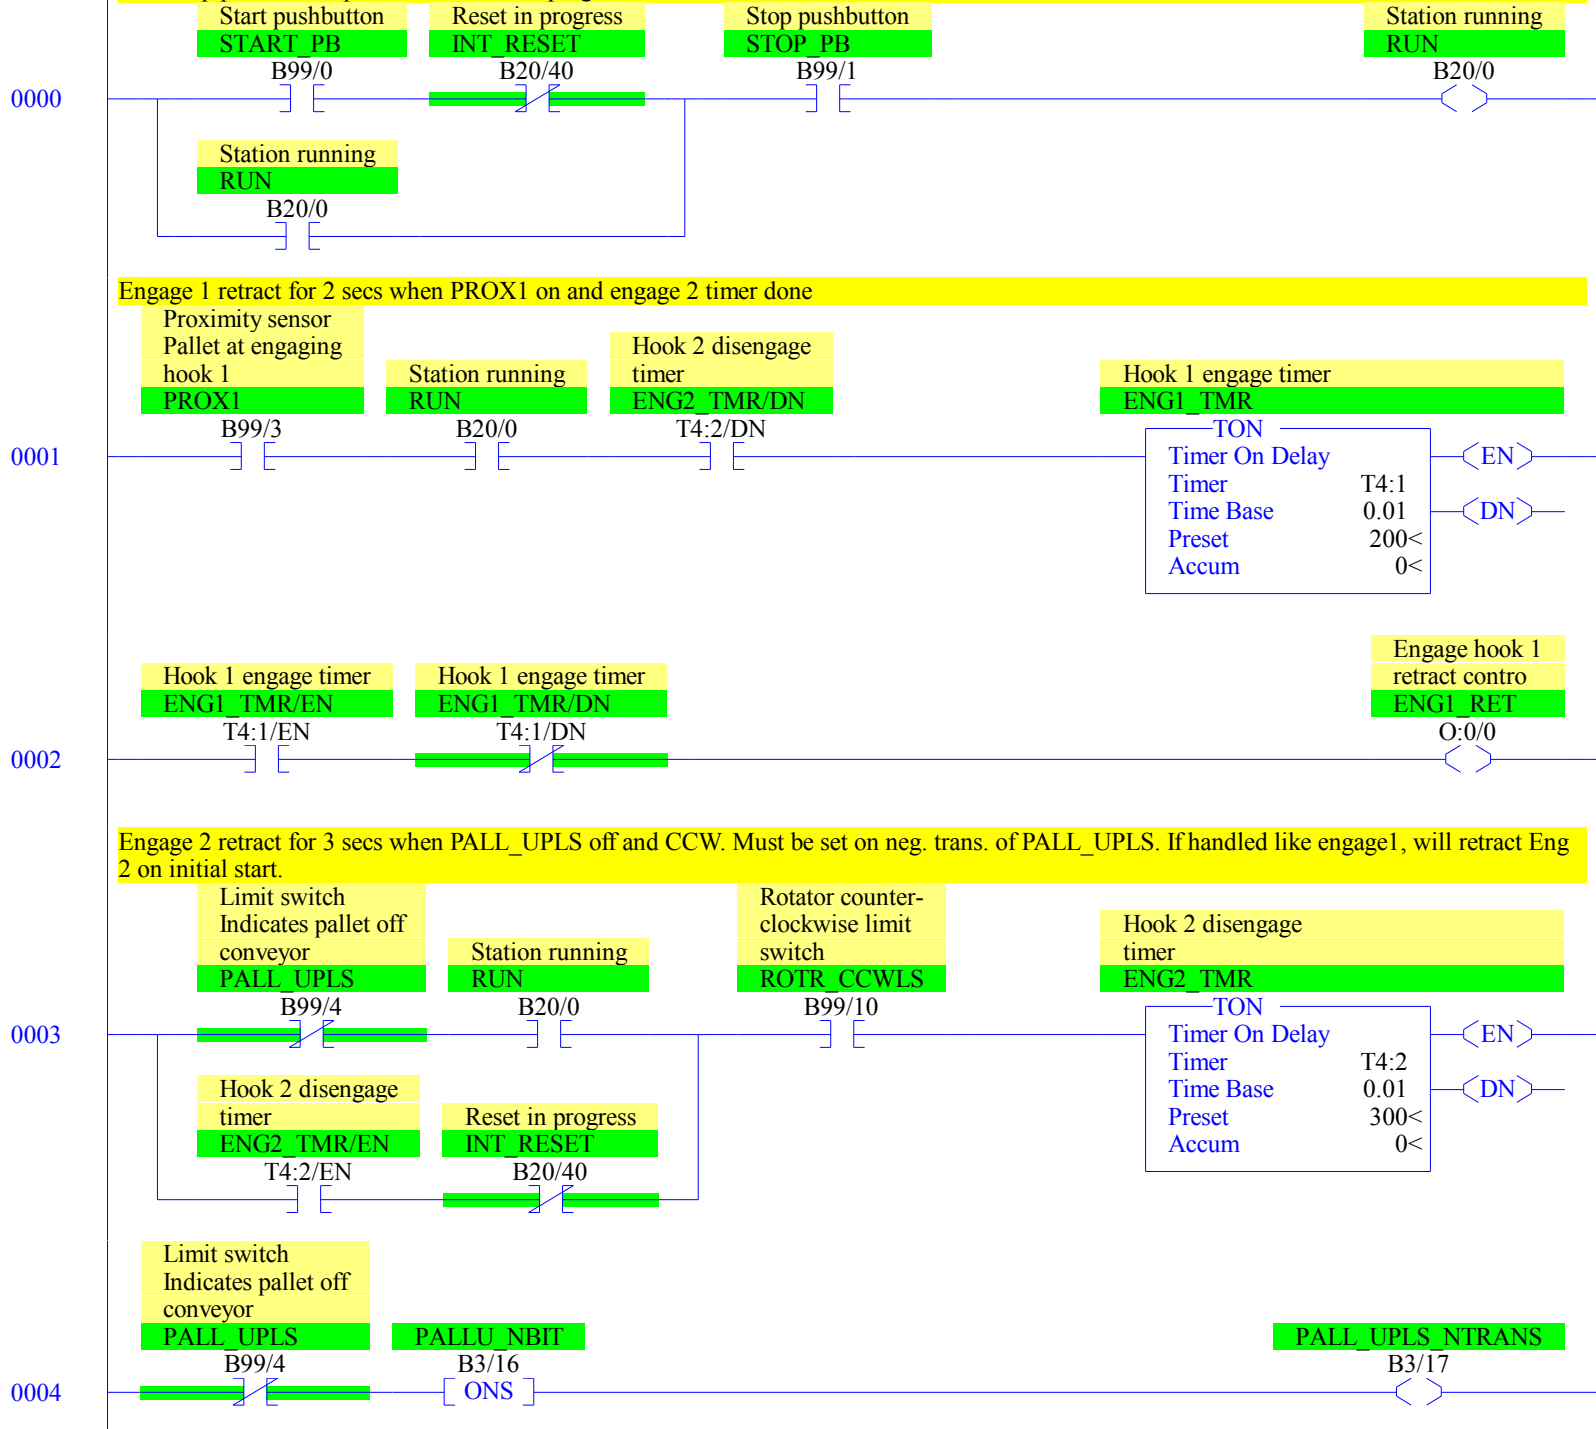 Start pushbutton
START_PB
B99/0
Reset in progress
INT_RESET
B20/40
Stop pushbutton
STOP_PB
B99/1
Station running
RUN
B20/0
0000
Station running
RUN
B20/0
Engage 1 retract for 2 secs when PROX1 on and engage 2 timer done
Proximity sensor
Pallet at engaging
hook 1
PROX1
B99/3
Station running
RUN
B20/0
Hook 2 disengage
timer
ENG2_TMR/DN
T4:2/DN
Hook 1 engage timer
ENG1_TMR
0001
TON
Timer On Delay
Timer T4:1
Time Base 0.01
Preset 200<
Accum 0<
EN
DN
Hook 1 engage timer
ENG1_TMR/EN
T4:1/EN
Hook 1 engage timer
ENG1_TMR/DN
T4:1/DN
Engage hook 1
retract contro
ENG1_RET
O:0/0
0002
Engage 2 retract for 3 secs when PALL_UPLS off and CCW. Must be set on neg. trans. of PALL_UPLS. If handled like engage1, will retract Eng
2 on initial start.
Limit switch
Indicates pallet off
conveyor
PALL_UPLS
B99/4
Station running
RUN
B20/0
Rotator counter-
clockwise limit
switch
ROTR_CCWLS
B99/10
Hook 2 disengage
timer
ENG2_TMR
0003
TON
Timer On Delay
Timer T4:2
Time Base 0.01
Preset 300<
Accum 0<
EN
DN
Hook 2 disengage
timer
ENG2_TMR/EN
T4:2/EN
Reset in progress
INT_RESET
B20/40
Limit switch
Indicates pallet off
conveyor
PALL_UPLS
B99/4
PALLU_NBIT
B3/16
ONS
PALL_UPLS_NTRANS
B3/17
0004